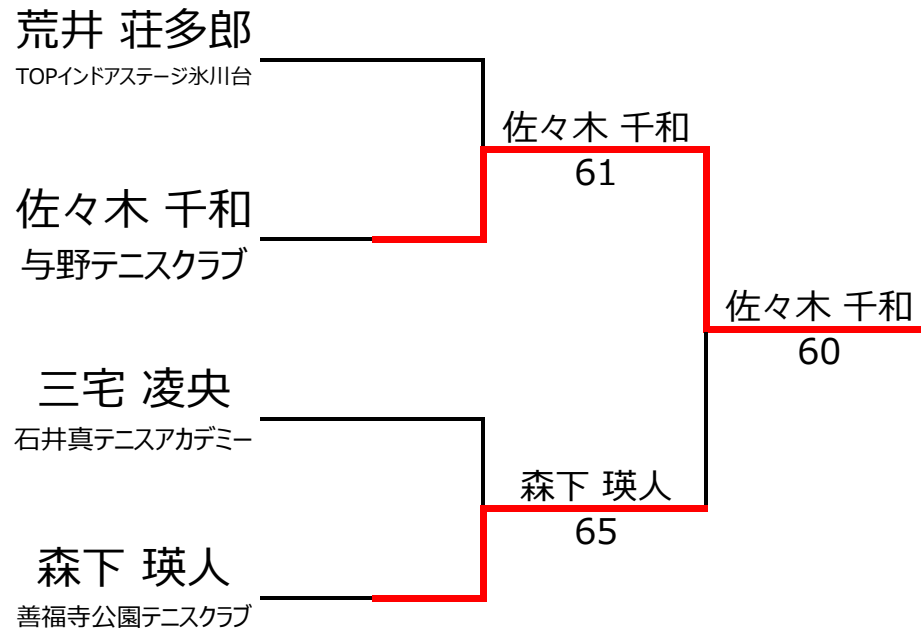 荒井 荘多郎
TOPインドアステージ氷川台
佐々木 千和
61
佐々木 千和
与野テニスクラブ
佐々木 千和
60
三宅 凌央
石井真テニスアカデミー
森下 瑛人
65
森下 瑛人
善福寺公園テニスクラブ